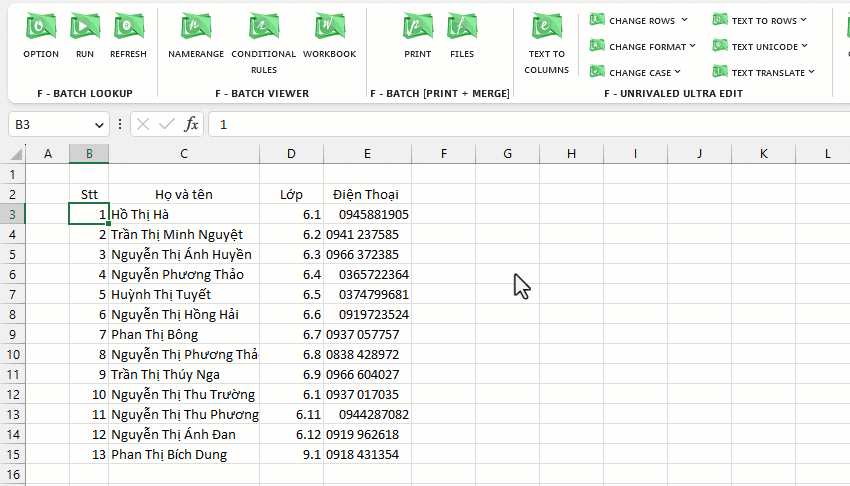 OPTION RUN REFRESH NAMERANGE CONDITIONAL RULES WORKBOOK PRINT FILES TEXT TO COLUMNS CHANGE ROWS TEXT TO ROWS
CHANGE FORMAT TEXT UNICODE
CHANGE CASE TEXT TRANSLATE
F - BATCH LOOKUP F - BATCH VIEWER F - BATCH [PRINT + MERGE] F - UNRIVALED ULTRA EDIT
B3 fx 1
A B C D E F G H I J K L
1
2 Stt Họ và tên Lớp Điện Thoại
3 1 Hồ Thị Hà 6.1 0945881905
4 2 Trần Thị Minh Nguyệt 6.2 0941 237585
5 3 Nguyễn Thị Ánh Huyền 6.3 0966 372385
6 4 Nguyễn Phương Thảo 6.4 0365722364
7 5 Huỳnh Thị Tuyết 6.5 0374799681
8 6 Nguyễn Thị Hồng Hải 6.6 0919723524
9 7 Phan Thị Bông 6.7 0937 057757
10 8 Nguyễn Thị Phương Thảo 6.8 0838 428972
11 9 Trần Thị Thúy Nga 6.9 0966 604027
12 10 Nguyễn Thị Thu Trường 6.1 0937 017035
13 11 Nguyễn Thị Thu Phương 6.11 0944287082
14 12 Nguyễn Thị Ánh Đan 6.12 0919 962618
15 13 Phan Thị Bích Dung 9.1 0918 431354
16